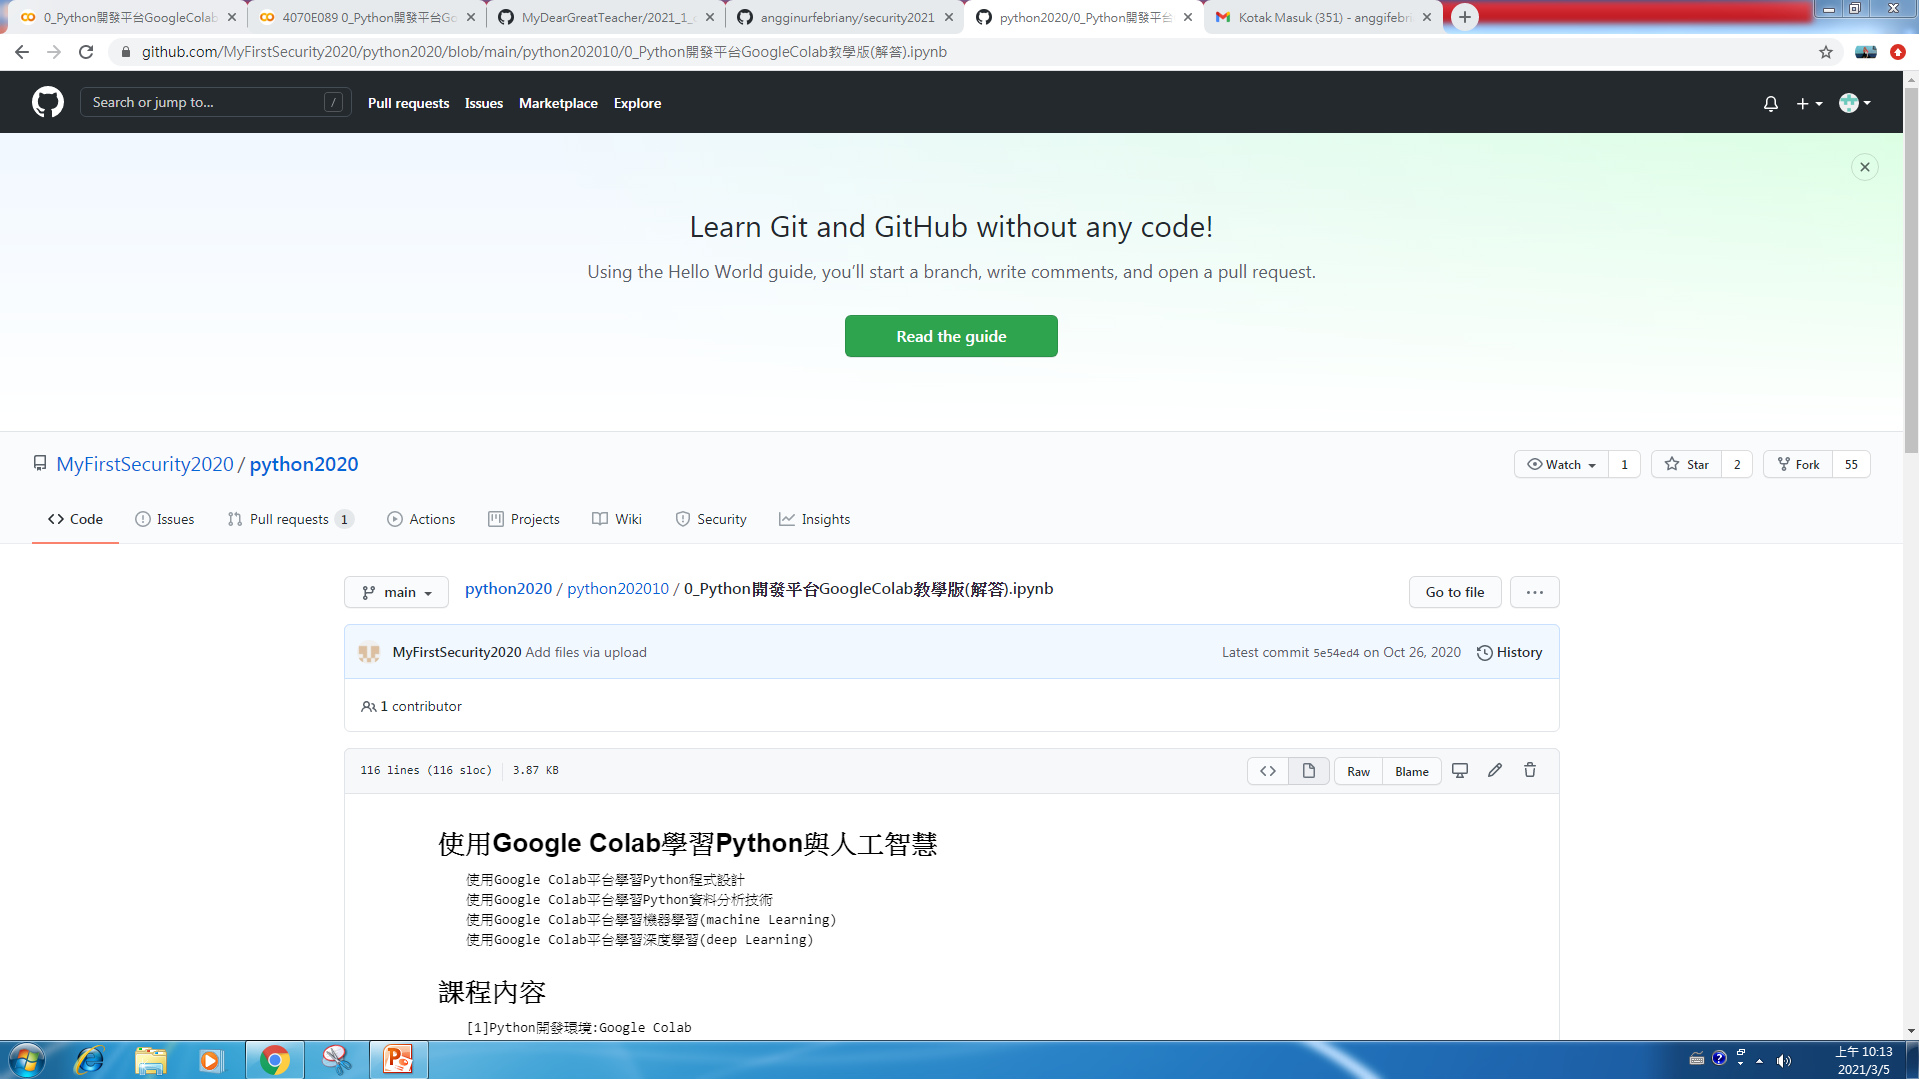 0_Python開發平台GoogleColab
4070E089 0_Python開發平台Go
MyDearGreatTeacher/2021_1_
angginurfebriany/security2021
python2020/0_Python開發平台
Kotak Masuk (351) - anggifebri
github.com/MyFirstSecurity2020/python2020/blob/main/python202010/0_Python開發平台GoogleColab教學版(解答).ipynb
Search or jump to... /
Pull requests Issues Marketplace Explore
Learn Git and GitHub without any code!
Using the Hello World guide, you’ll start a branch, write comments, and open a pull request.
Read the guide
MyFirstSecurity2020 / python2020
Watch 1 Star 2 Fork 55
Code Issues Pull requests 1 Actions Projects Wiki Security Insights
main python2020 / python202010 / 0_Python開發平台GoogleColab教學版(解答).ipynb Go to file ...
MyFirstSecurity2020 Add files via upload Latest commit 5e54ed4 on Oct 26, 2020 History
1 contributor
116 lines (116 sloc) 3.87 KB Raw Blame
使用Google Colab學習Python與人工智慧
使用Google Colab平台學習Python程式設計
使用Google Colab平台學習Python資料分析技術
使用Google Colab平台學習機器學習(machine Learning)
使用Google Colab平台學習深度學習(deep Learning)
課程內容
[1]Python開發環境:Google Colab
上午 10:13
2021/3/5